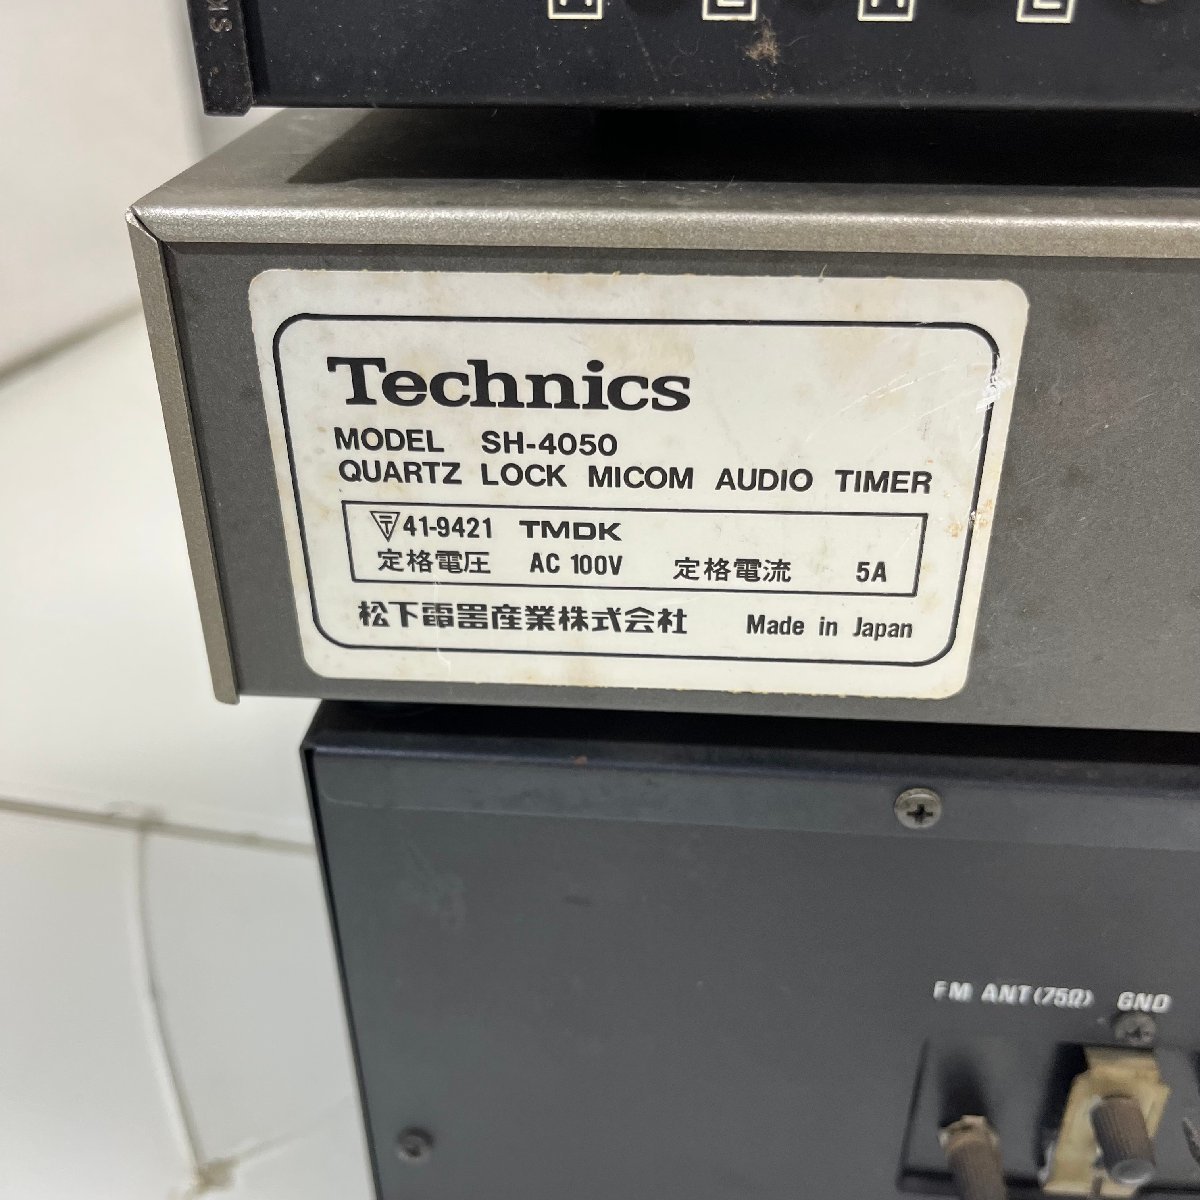 Technics
MODEL SH-4050
QUARTZ LOCK MICOM AUDIO TIMER
41-9421 TMDK
定格電圧 AC 100V 定格電流 5A
松下電器産業株式会社 Made in Japan
FM ANT(75Ω) GND